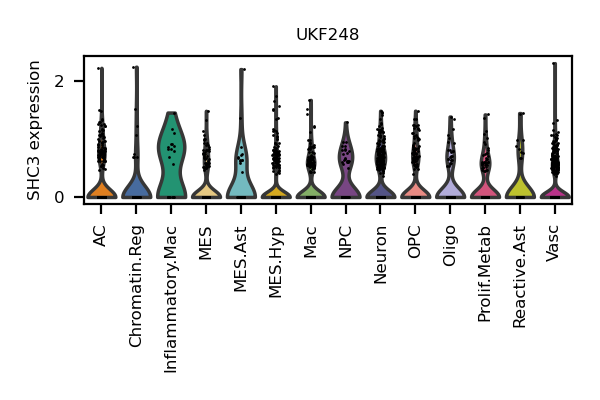 UKF248
SHC3 expression
2
0
AC
Chromatin.Reg
Inflammatory.Mac
MES
MES.Ast
MES.Hyp
Mac
NPC
Neuron
OPC
Oligo
Prolif.Metab
Reactive.Ast
Vasc